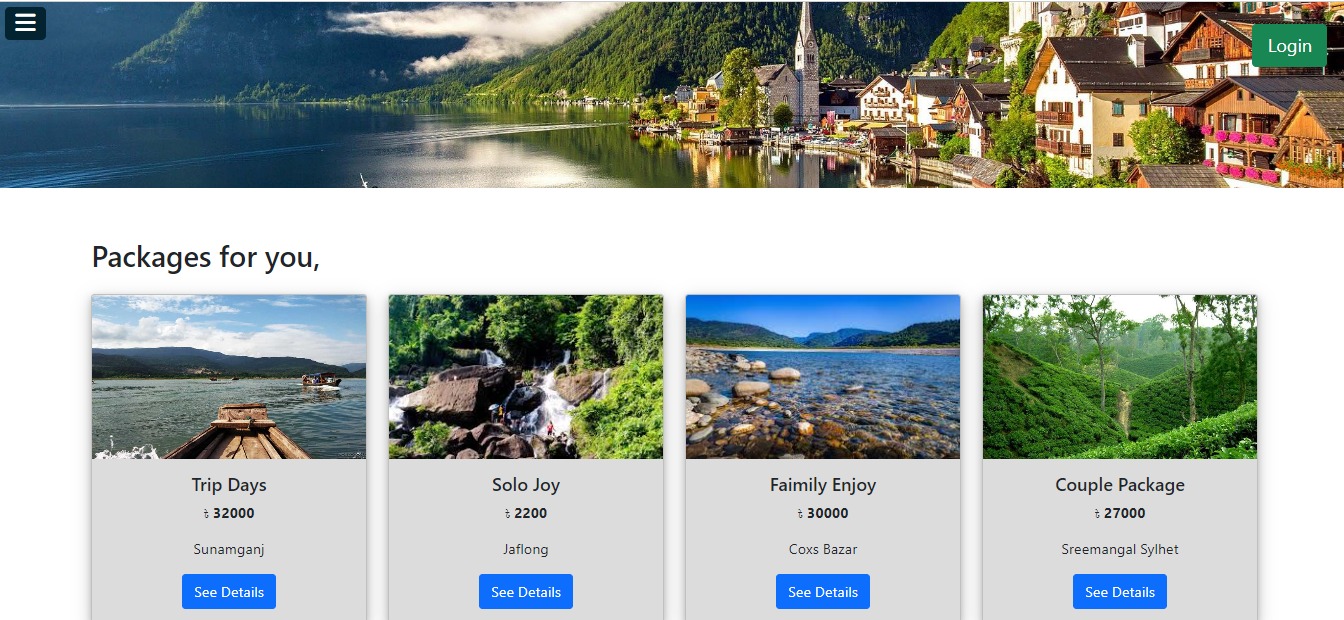 Login
Packages for you,
Trip Days
৳ 32000
Sunamganj
See Details
Solo Joy
৳ 2200
Jaflong
See Details
Faimily Enjoy
৳ 30000
Coxs Bazar
See Details
Couple Package
৳ 27000
Sreemangal Sylhet
See Details